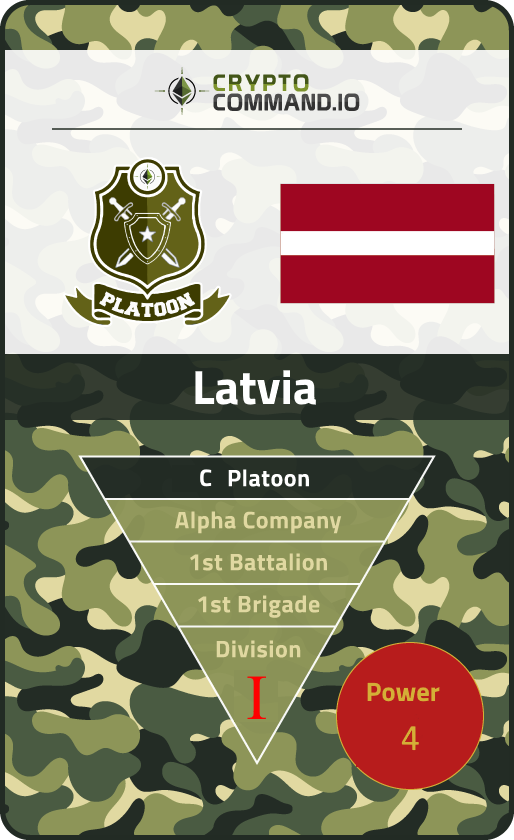 CRYPTO
COMMAND.IO
PLATOON
Latvia
C Platoon
Alpha Company
1st Battalion
1st Brigade
Division
I
Power
4